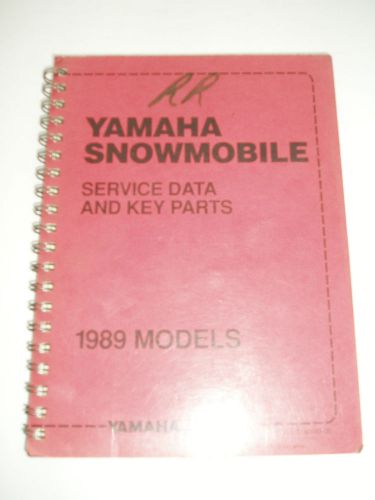 RR
YAMAHA
SNOWMOBILE
SERVICE DATA
AND KEY PARTS
1989 MODELS
YAMAHA